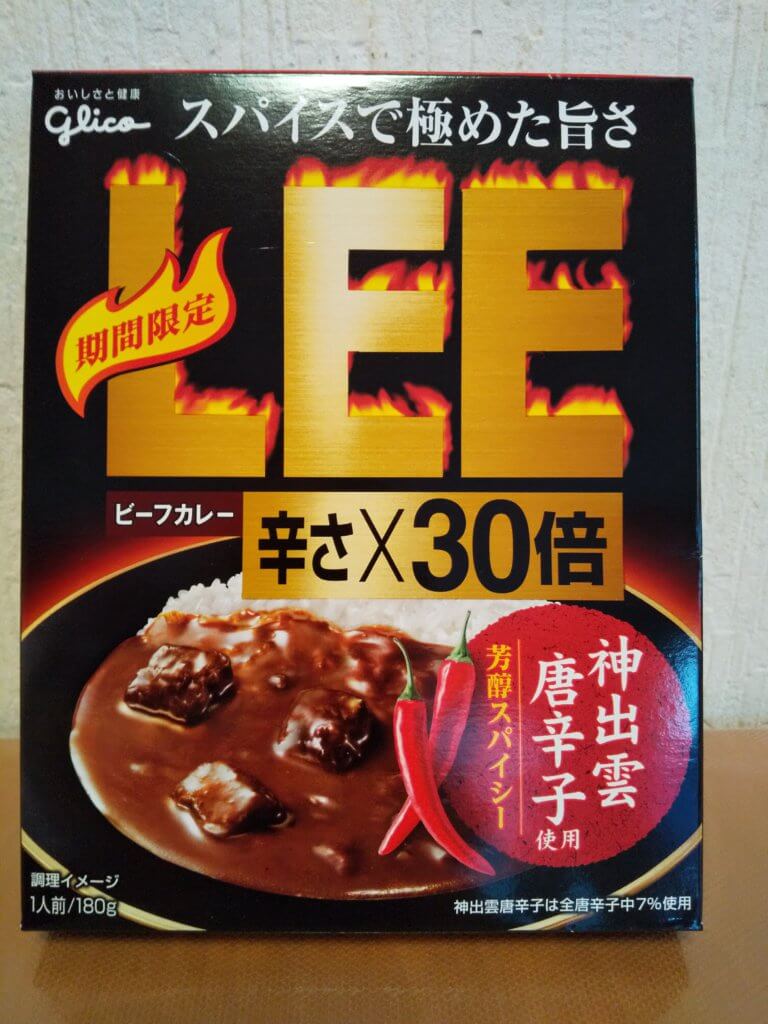 おいしさと健康
glico
スパイスで極めた旨さ
LEE
期間限定
ビーフカレー
辛さ×30倍
神出雲
唐辛子
使用
芳醇スパイシー
調理イメージ
1人前/180g
神出雲唐辛子は全唐辛子中7%使用